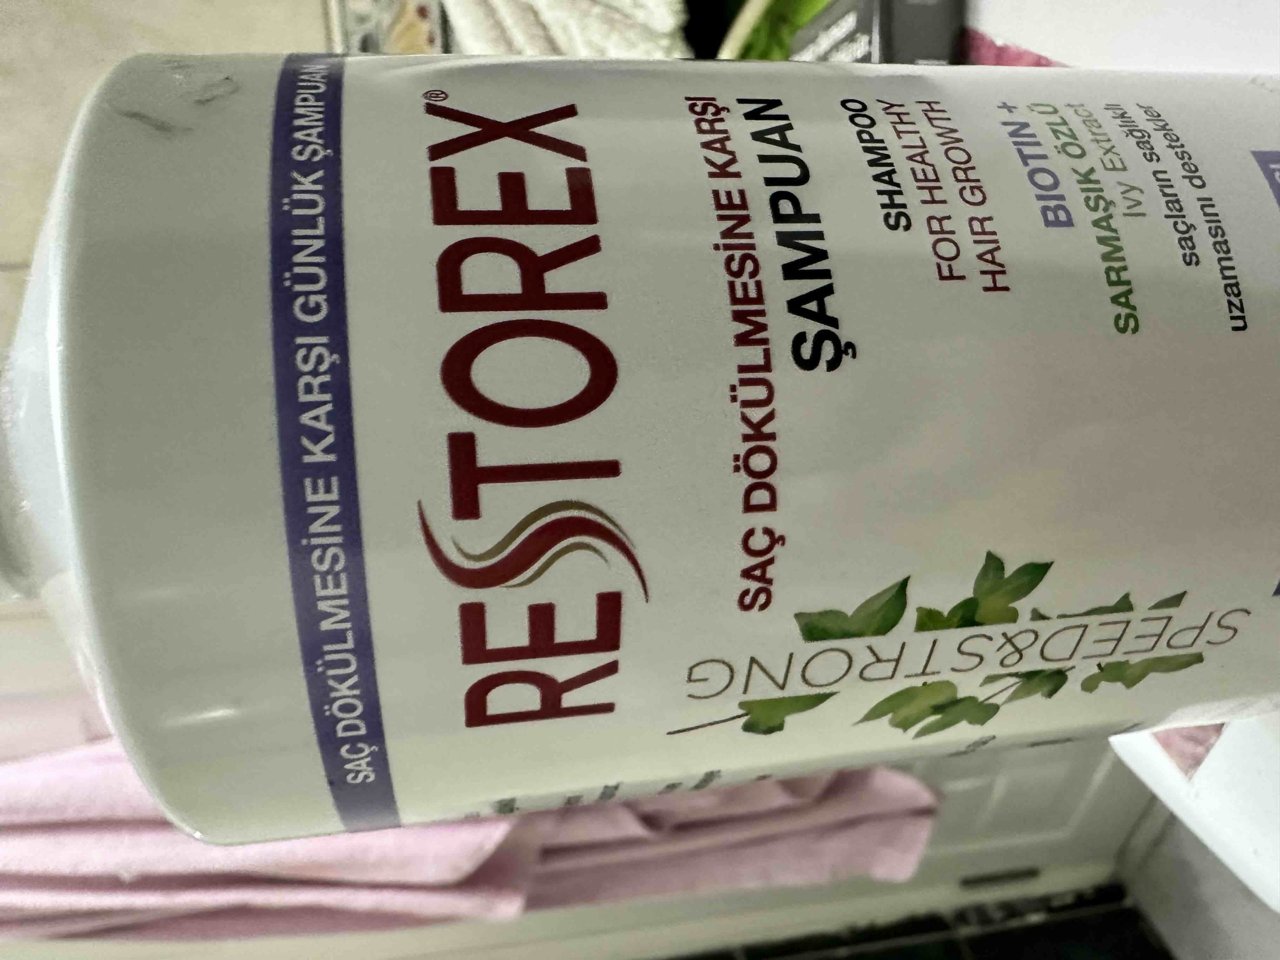 SAÇ DÖKÜLMESİNE KARŞI GÜNLÜK ŞAMPUAN
RESTOREX®
SAÇ DÖKÜLMESİNE KARŞI
ŞAMPUAN
SHAMPOO
FOR HEALTHY
HAIR GROWTH
BIOTIN +
SARMAŞIK ÖZLÜ
Ivy Extract
saçların sağlıklı
uzamasını destekler
SPEED&STRONG